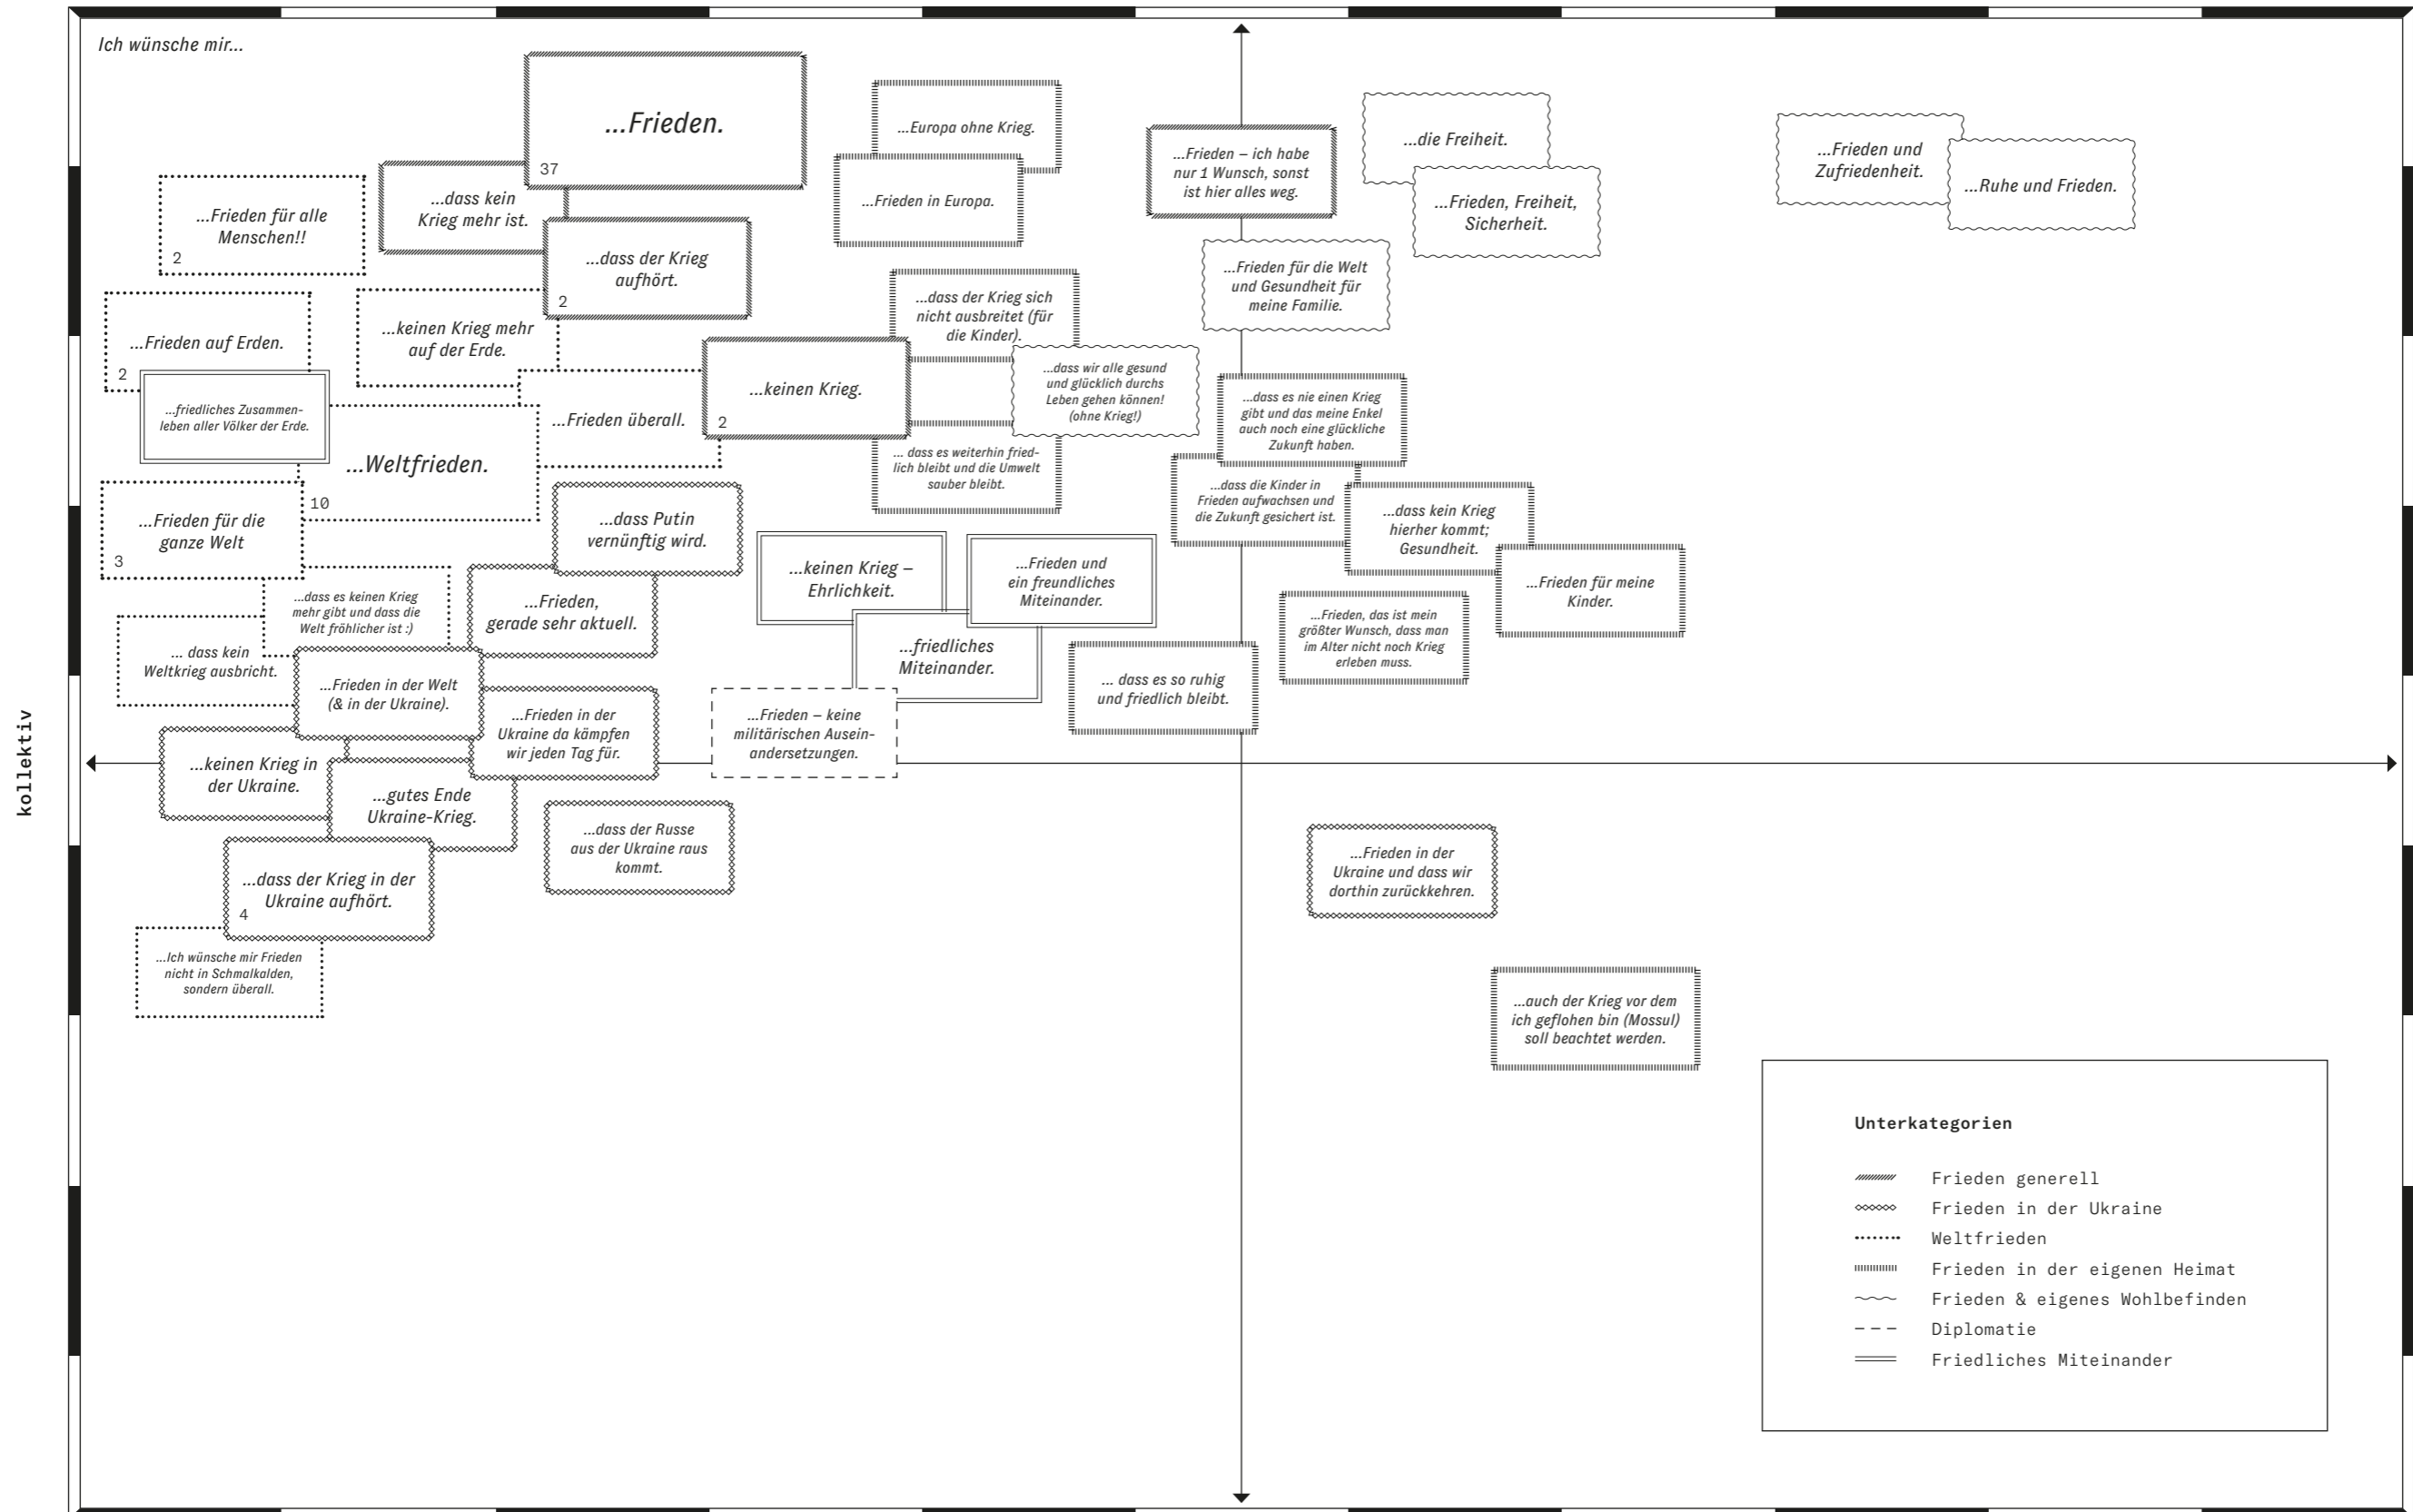 Ich wünsche mir...
...Frieden.
37
...Europa ohne Krieg.
...Frieden in Europa.
...Frieden – ich habe
nur 1 Wunsch, sonst
ist hier alles weg.
...die Freiheit.
...Frieden, Freiheit,
Sicherheit.
...Frieden und
Zufriedenheit.
...Ruhe und Frieden.
...dass kein
Krieg mehr ist.
...Frieden für alle
Menschen!!
2
...dass der Krieg
aufhört.
2
...Frieden für die Welt
und Gesundheit für
meine Familie.
...dass der Krieg sich
nicht ausbreitet (für
die Kinder).
...Frieden auf Erden.
2
...keinen Krieg mehr
auf der Erde.
...keinen Krieg.
2
...dass wir alle gesund
und glücklich durchs
Leben gehen können!
(ohne Krieg!)
...dass es nie einen Krieg
gibt und das meine Enkel
auch noch eine glückliche
Zukunft haben.
...friedliches Zusammen-
leben aller Völker der Erde.
...Frieden überall.
...Weltfrieden.
10
... dass es weiterhin fried-
lich bleibt und die Umwelt
sauber bleibt.
...dass die Kinder in
Frieden aufwachsen und
die Zukunft gesichert ist.
...dass kein Krieg
hierher kommt;
Gesundheit.
...Frieden für die
ganze Welt
3
...dass Putin
vernünftig wird.
...keinen Krieg –
Ehrlichkeit.
...Frieden und
ein freundliches
Miteinander.
...Frieden für meine
Kinder.
...dass es keinen Krieg
mehr gibt und dass die
Welt fröhlicher ist :)
...Frieden,
gerade sehr aktuell.
...Frieden, das ist mein
größter Wunsch, dass man
im Alter nicht noch Krieg
erleben muss.
... dass kein
Weltkrieg ausbricht.
...friedliches
Miteinander.
...Frieden in der Welt
(& in der Ukraine).
... dass es so ruhig
und friedlich bleibt.
...Frieden in der
Ukraine da kämpfen
wir jeden Tag für.
...Frieden – keine
militärischen Ausein-
andersetzungen.
kollektiv
...keinen Krieg in
der Ukraine.
...gutes Ende
Ukraine-Krieg.
...dass der Russe
aus der Ukraine raus
kommt.
...Frieden in der
Ukraine und dass wir
dorthin zurückkehren.
...dass der Krieg in der
Ukraine aufhört.
4
...Ich wünsche mir Frieden
nicht in Schmalkalden,
sondern überall.
...auch der Krieg vor dem
ich geflohen bin (Mossul)
soll beachtet werden.
Unterkategorien
Frieden generell
Frieden in der Ukraine
Weltfrieden
Frieden in der eigenen Heimat
Frieden & eigenes Wohlbefinden
Diplomatie
Friedliches Miteinander